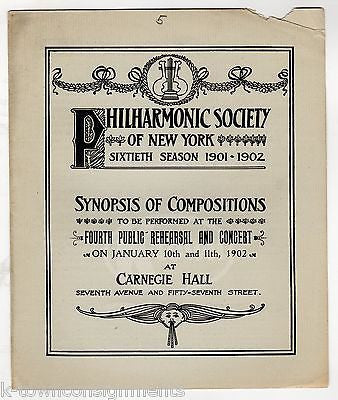 5
PHILHARMONIC SOCIETY
OF NEW YORK
SIXTIETH SEASON 1901-1902
SYNOPSIS OF COMPOSITIONS
TO BE PERFORMED AT THE
FOURTH PUBLIC REHEARSAL AND CONCERT
ON JANUARY 10th and 11th, 1902
AT
CARNEGIE HALL
SEVENTH AVENUE AND FIFTY-SEVENTH STREET.
k-townconsignments